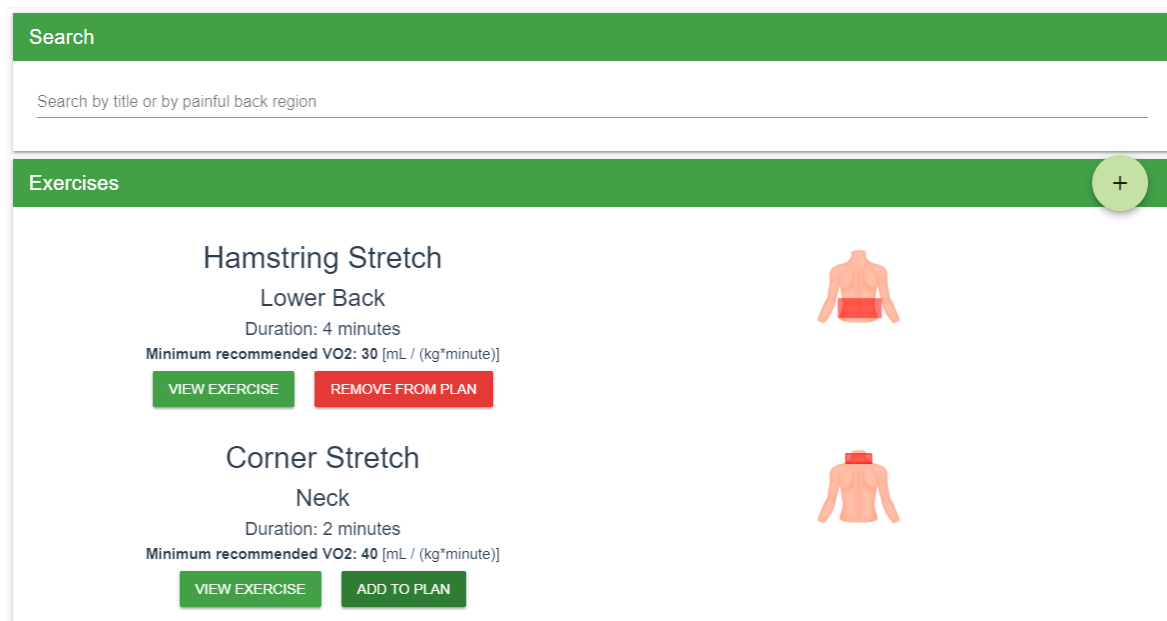 Search
Search by title or by painful back region
Exercises
+
Hamstring Stretch
Lower Back
Duration: 4 minutes
Minimum recommended VO2: 30 [mL / (kg*minute)]
VIEW EXERCISE REMOVE FROM PLAN
Corner Stretch
Neck
Duration: 2 minutes
Minimum recommended VO2: 40 [mL / (kg*minute)]
VIEW EXERCISE ADD TO PLAN